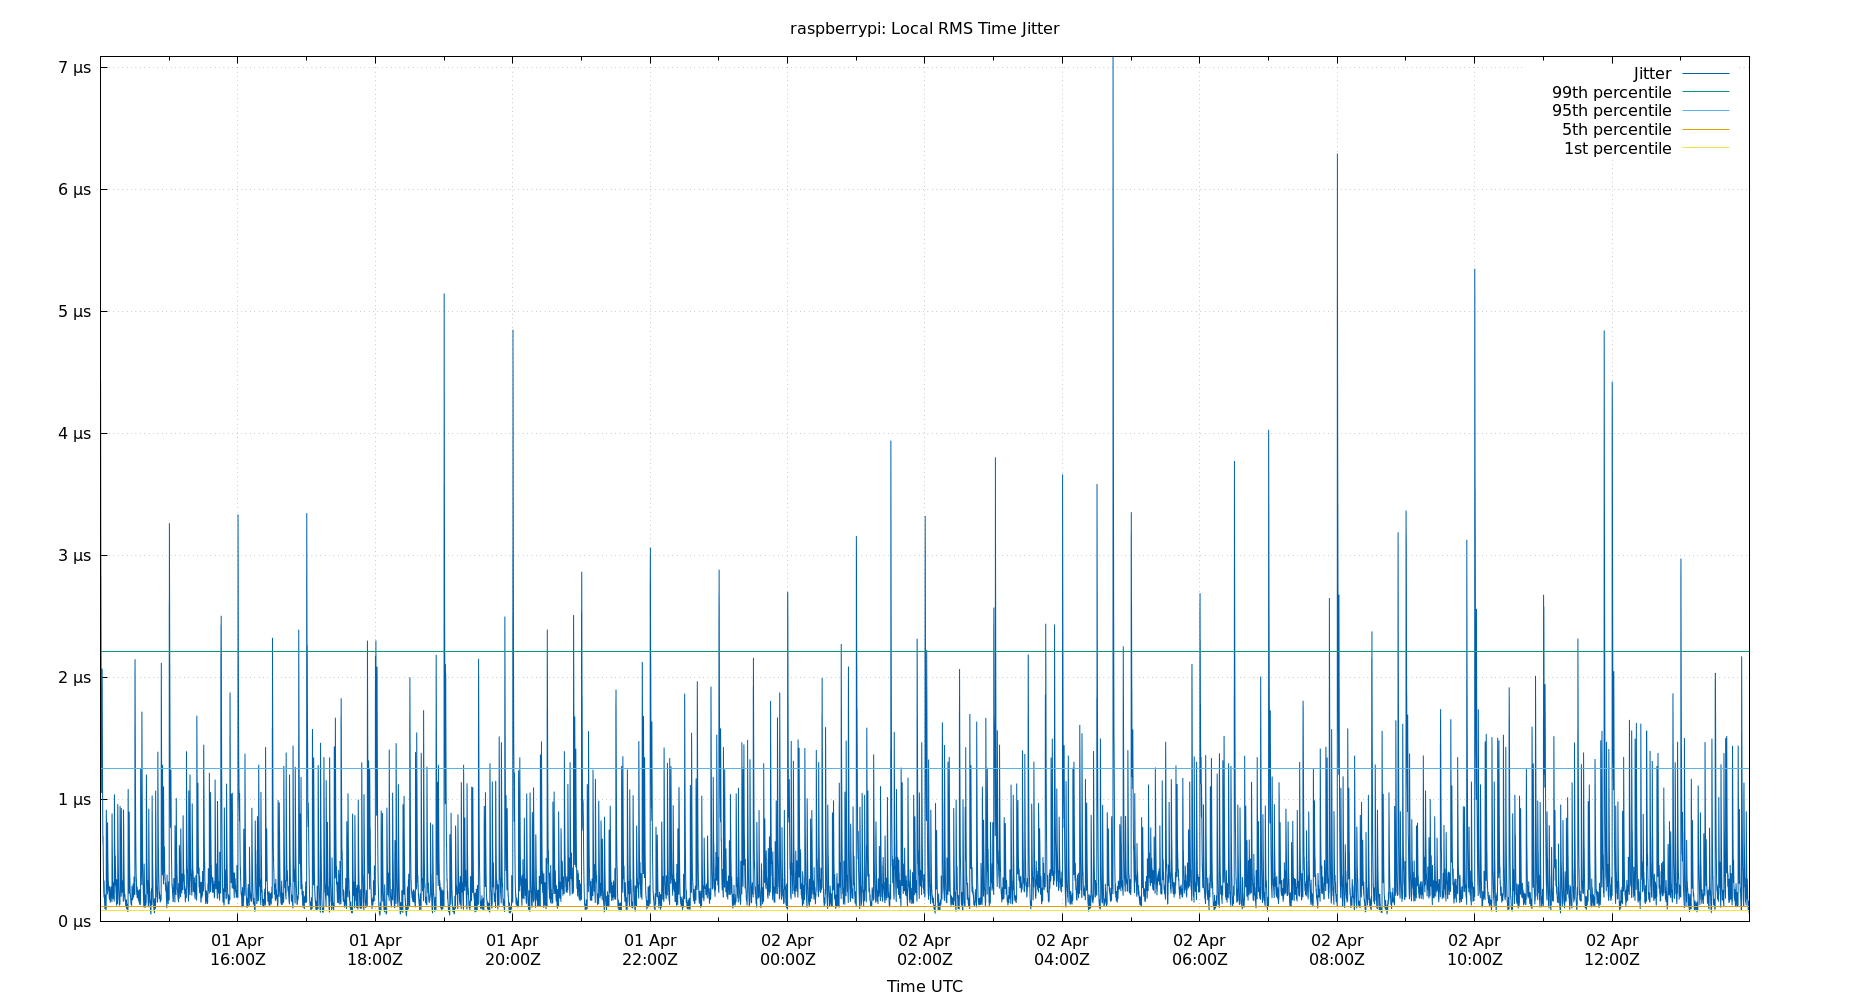 raspberrypi: Local RMS Time Jitter
7 µs
6 µs
5 µs
4 µs
3 µs
2 µs
1 µs
0 µs
Jitter
99th percentile
95th percentile
5th percentile
1st percentile
01 Apr 01 Apr 01 Apr 01 Apr 02 Apr 02 Apr 02 Apr 02 Apr 02 Apr 02 Apr 02 Apr
16:00Z 18:00Z 20:00Z 22:00Z 00:00Z 02:00Z 04:00Z 06:00Z 08:00Z 10:00Z 12:00Z
Time UTC